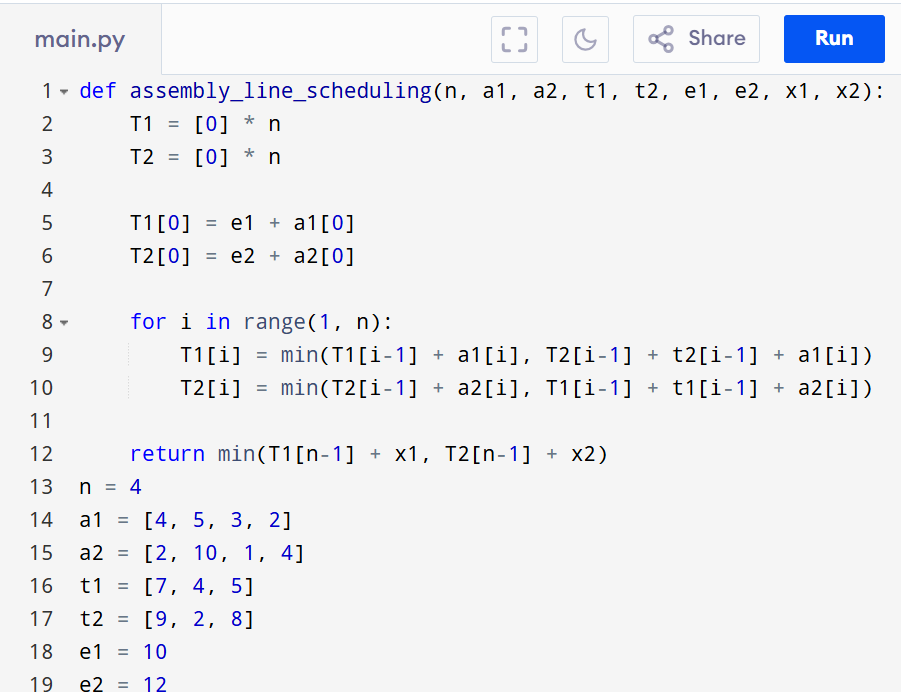 main.py
Share
Run
1 def assembly_line_scheduling(n, a1, a2, t1, t2, e1, e2, x1, x2):
2     T1 = [0] * n
3     T2 = [0] * n
4
5     T1[0] = e1 + a1[0]
6     T2[0] = e2 + a2[0]
7
8     for i in range(1, n):
9         T1[i] = min(T1[i-1] + a1[i], T2[i-1] + t2[i-1] + a1[i])
10         T2[i] = min(T2[i-1] + a2[i], T1[i-1] + t1[i-1] + a2[i])
11
12     return min(T1[n-1] + x1, T2[n-1] + x2)
13 n = 4
14 a1 = [4, 5, 3, 2]
15 a2 = [2, 10, 1, 4]
16 t1 = [7, 4, 5]
17 t2 = [9, 2, 8]
18 e1 = 10
19 e2 = 12